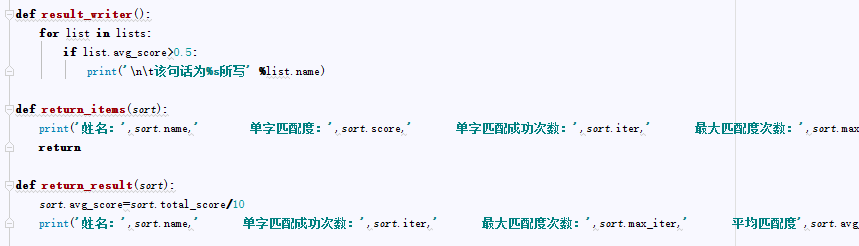 def result_writer():
for list in lists:
if list.avg_score>0.5:
print('\n\t该句话为%s所写' %list.name)
def return_items(sort):
print('姓名：',sort.name,' 单字匹配度：',sort.score,' 单字匹配成功次数：',sort.iter,' 最大匹配度次数：',sort.max
return
def return_result(sort):
sort.avg_score=sort.total_score/10
print('姓名：',sort.name,' 单字匹配成功次数：',sort.iter,' 最大匹配度次数：',sort.max_iter,' 平均匹配度',sort.avg